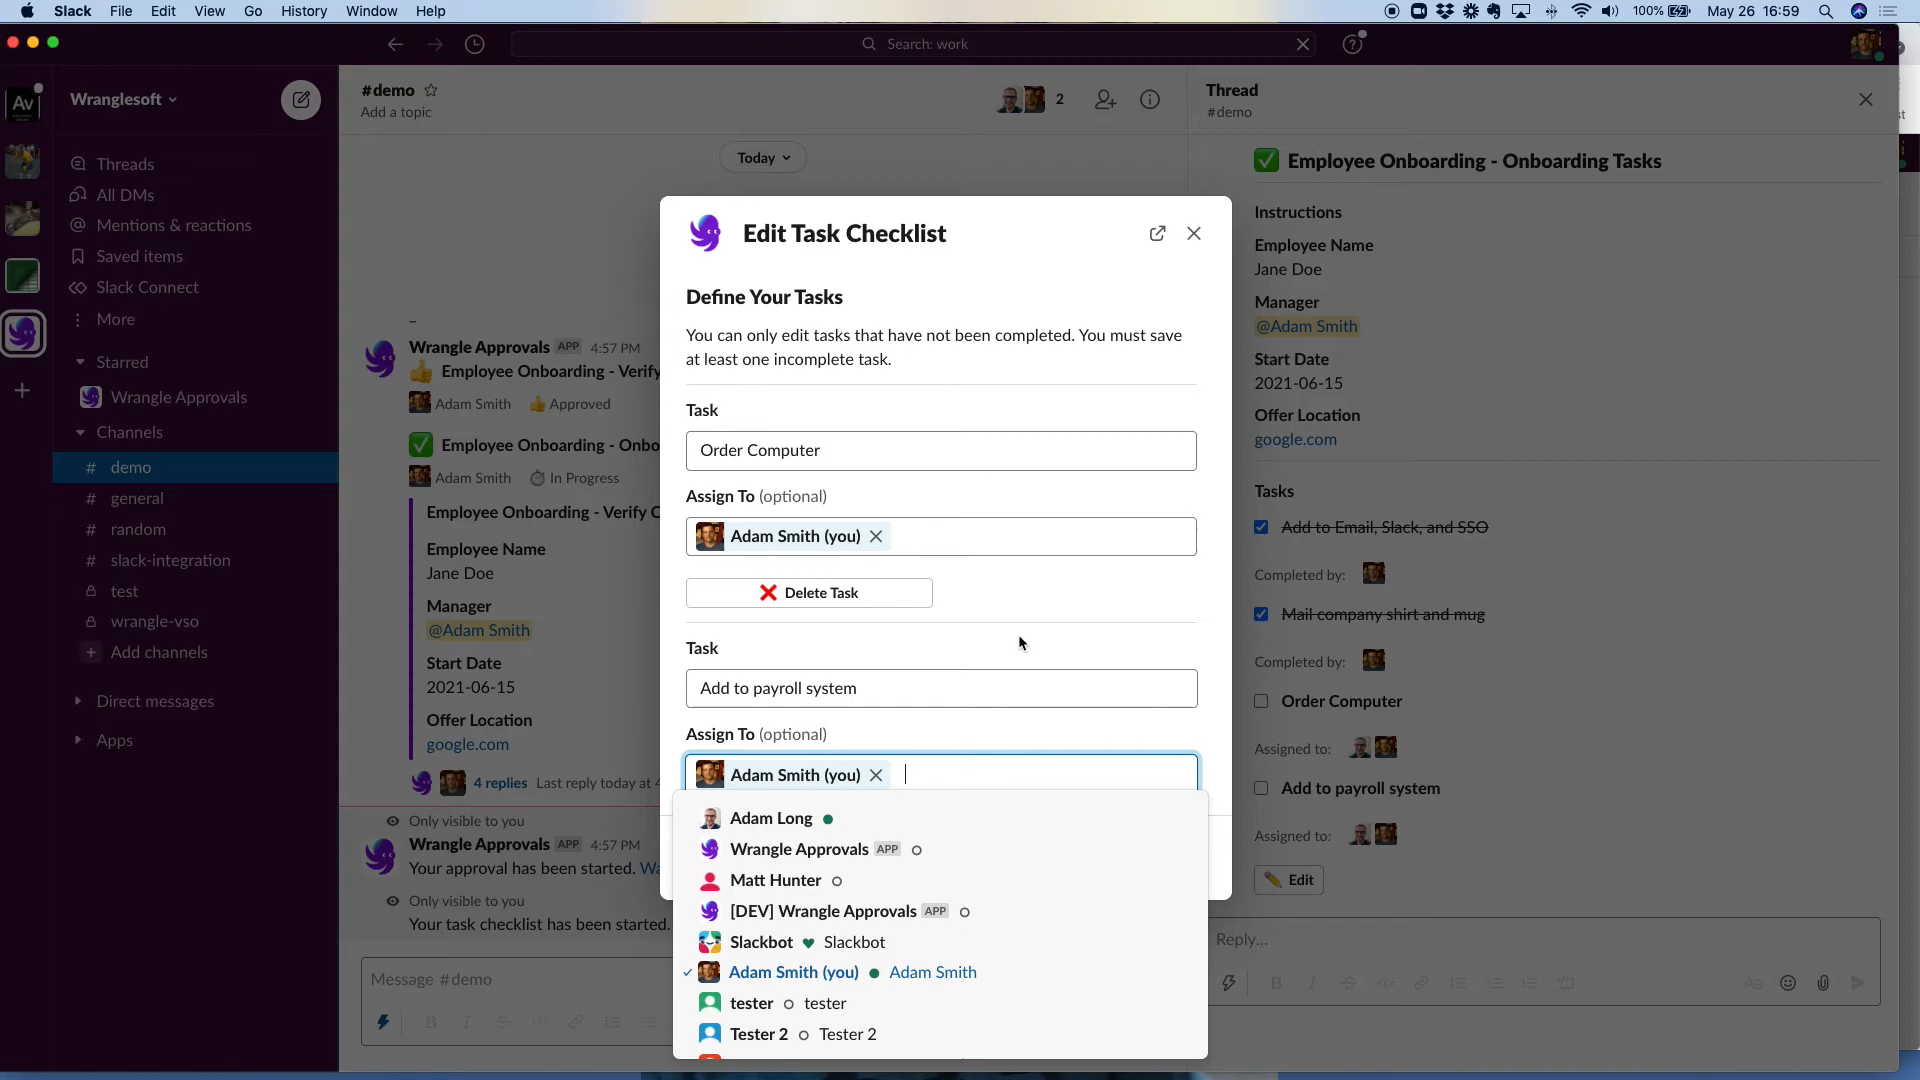 Slack File Edit View Go History Window Help
100% May 26 16:59
Search: work
Av
Wranglesoft
Threads
All DMs
Mentions & reactions
Saved items
Slack Connect
More
Starred
Wrangle Approvals
Channels
# demo
# general
# random
# slack-integration
test
wrangle-vso
+ Add channels
Direct messages
Apps
#demo
Add a topic
2
Today
Wrangle Approvals APP 4:57 PM
Employee Onboarding - Verify
Adam Smith Approved
Employee Onboarding - Onbo
Adam Smith In Progress
Employee Onboarding - Verify C
Employee Name
Jane Doe
Manager
@Adam Smith
Start Date
2021-06-15
Offer Location
google.com
4 replies Last reply today at 4
Only visible to you
Wrangle Approvals APP 4:57 PM
Your approval has been started. Wa
Only visible to you
Your task checklist has been started.
Message #demo
Edit Task Checklist
Define Your Tasks
You can only edit tasks that have not been completed. You must save
at least one incomplete task.
Task
Order Computer
Assign To (optional)
Adam Smith (you)
Delete Task
Task
Add to payroll system
Assign To (optional)
Adam Smith (you)
Adam Long
Wrangle Approvals APP
Matt Hunter
[DEV] Wrangle Approvals APP
Slackbot Slackbot
Adam Smith (you) Adam Smith
tester tester
Tester 2 Tester 2
Thread
#demo
Employee Onboarding - Onboarding Tasks
Instructions
Employee Name
Jane Doe
Manager
@Adam Smith
Start Date
2021-06-15
Offer Location
google.com
Tasks
Add to Email, Slack, and SSO
Completed by:
Mail company shirt and mug
Completed by:
Order Computer
Assigned to:
Add to payroll system
Assigned to:
Edit
Reply...
Aa